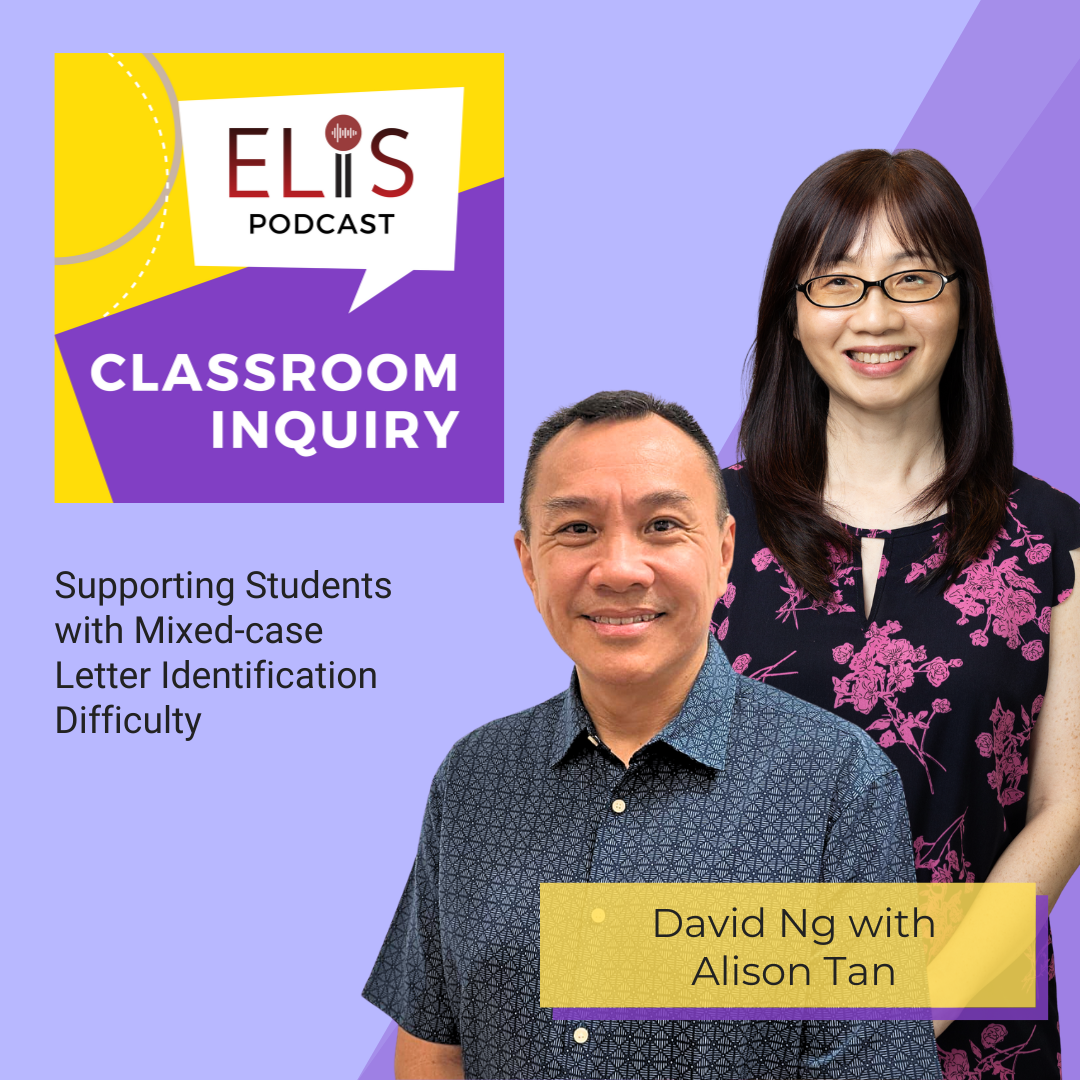 ELiS
PODCAST
CLASSROOM
INQUIRY
Supporting Students
with Mixed-case
Letter Identification
Difficulty
David Ng with
Alison Tan